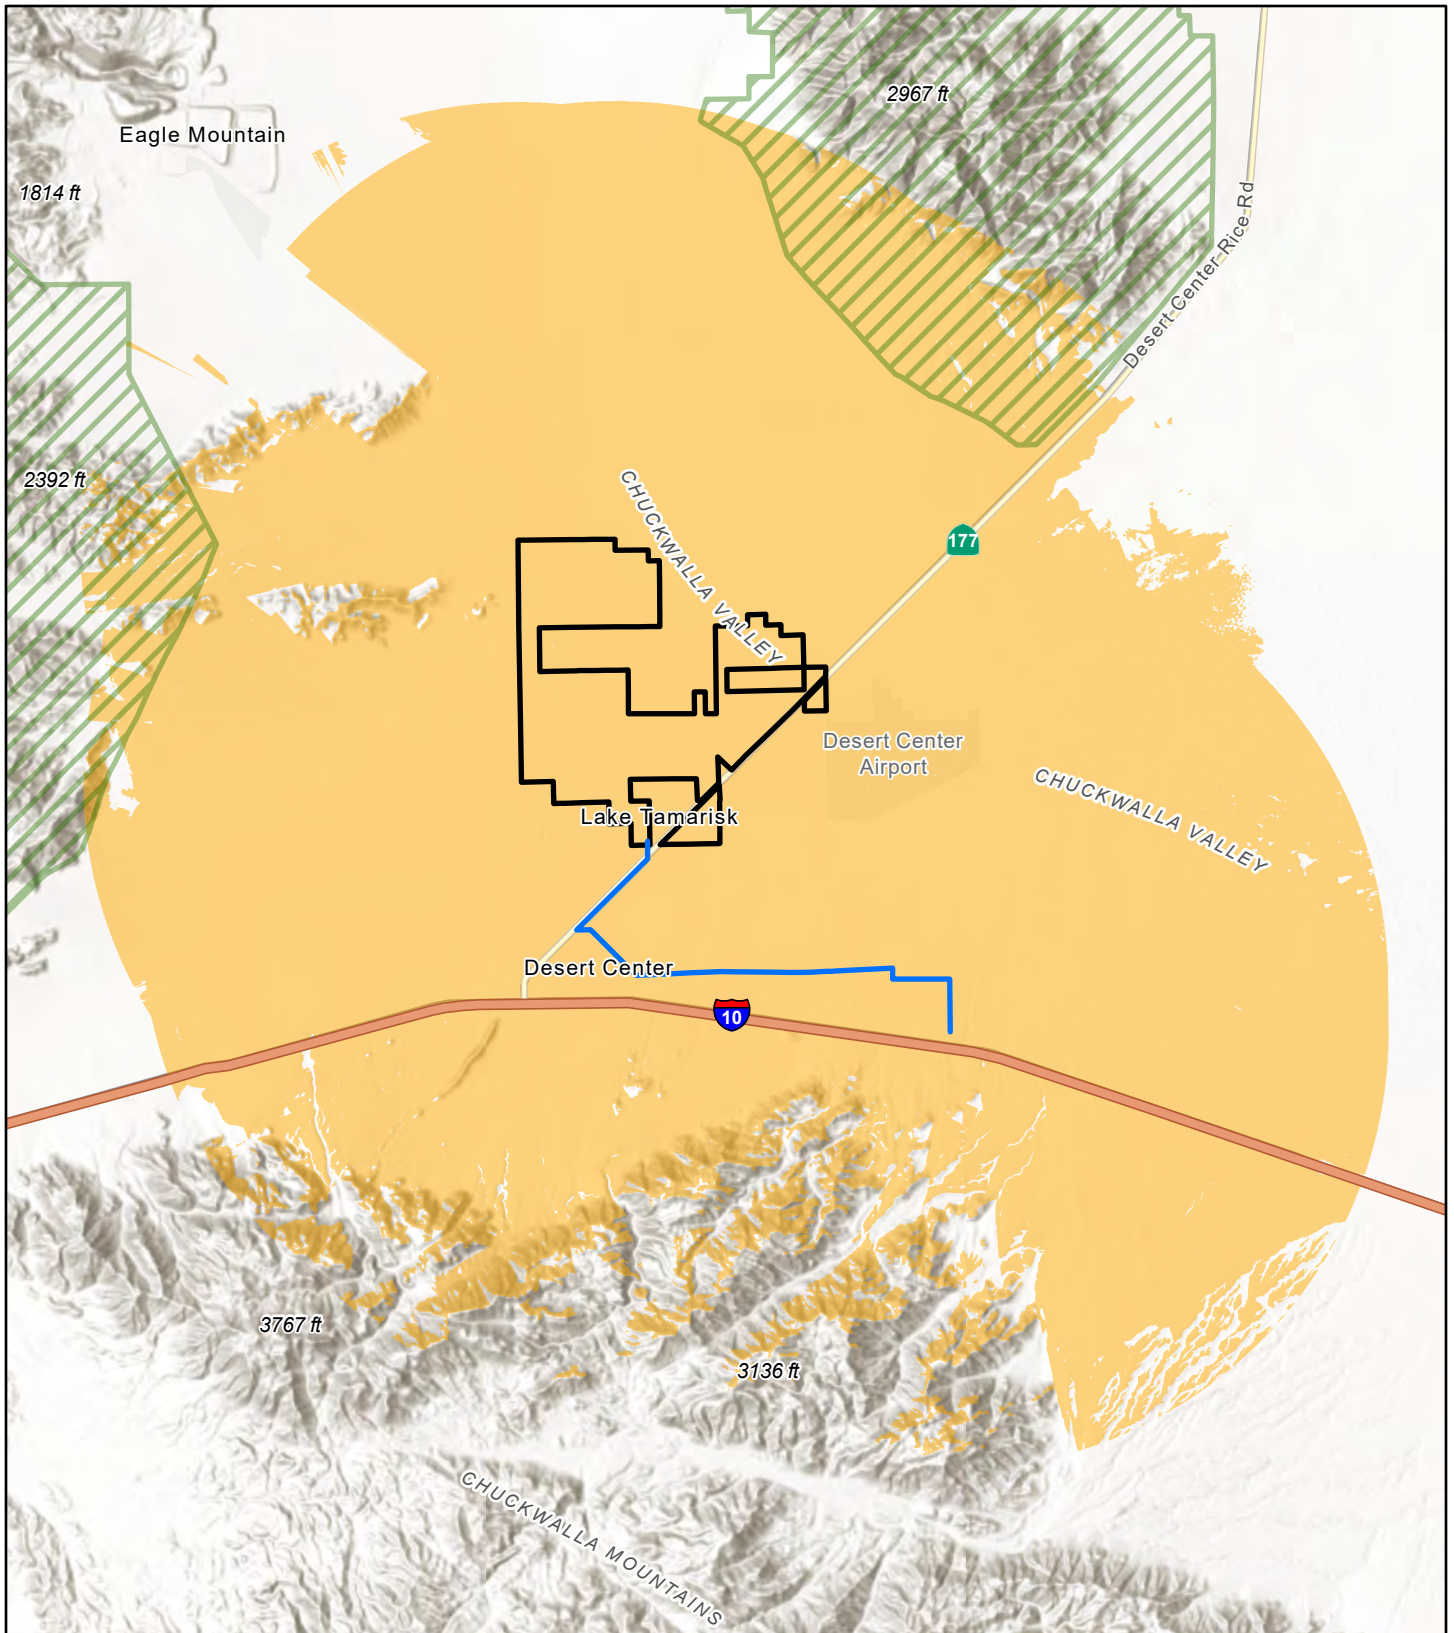 2967 ft
Eagle Mountain
1814 ft
Desert Center-Rice-Rd
2392 ft
CHUCKWALLA VALLEY
177
Desert Center
Airport
CHUCKWALLA VALLEY
Lake Tamarisk
Desert Center
10
3767 ft
3136 ft
CHUCKWALLA MOUNTAINS